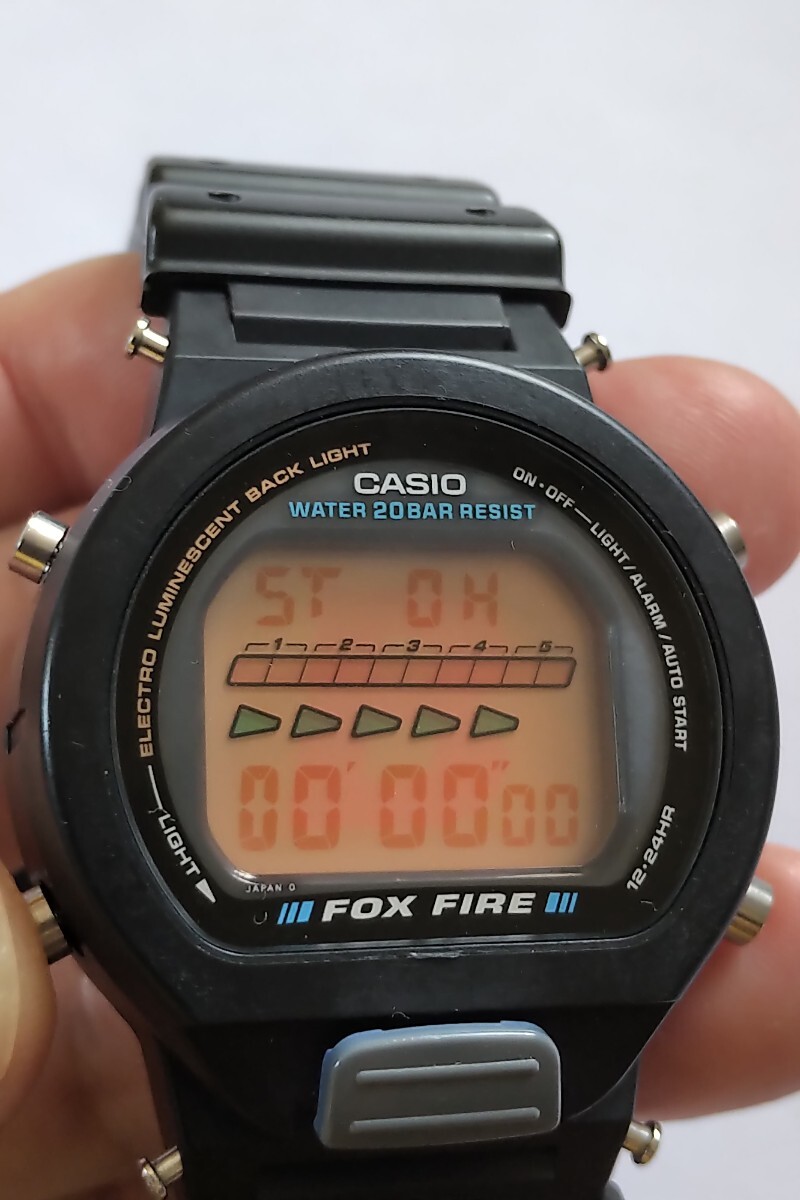 ELECTRO LUMINESCENT BACK LIGHT
CASIO
WATER 20BAR RESIST
ON·OFF—LIGHT/ALARM/AUTO START
ST 0H
1 2 3 4 5
00' 00" 00
LIGHT
12·24HR
JAPAN 0
FOX FIRE